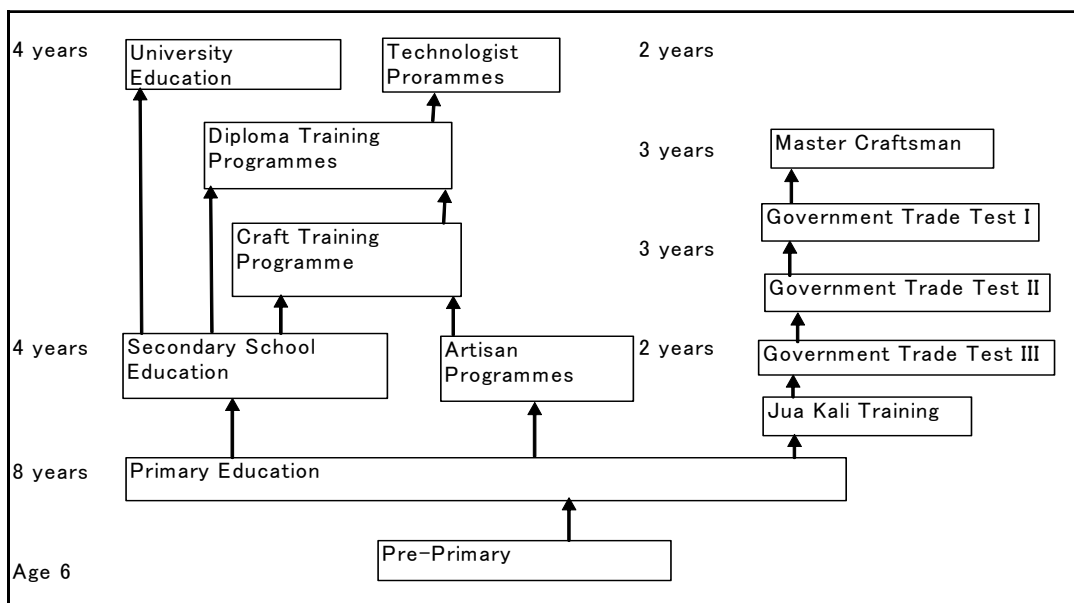 4 years
University
Education
Technologist
Prorammes
2 years
Diploma Training
Programmes
3 years
Master Craftsman
Craft Training
Programme
3 years
Government Trade Test I
Government Trade Test II
4 years
Secondary School
Education
Artisan
Programmes
2 years
Government Trade Test III
Jua Kali Training
8 years
Primary Education
Pre-Primary
Age 6